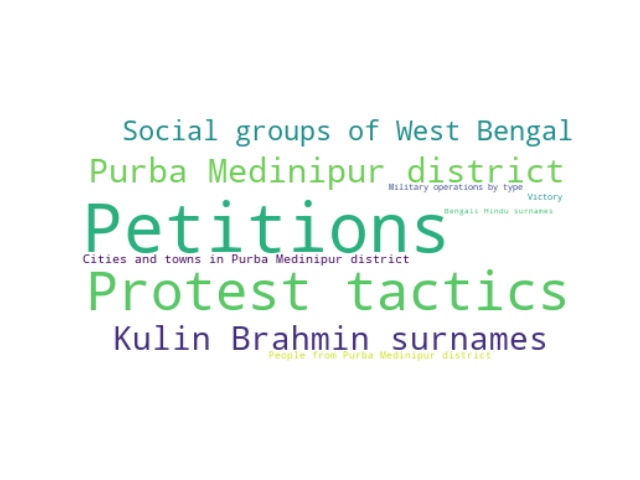 Social groups of West Bengal
Purba Medinipur district
Military operations by type
Victory
Petitions
Bengali Hindu surnames
Cities and towns in Purba Medinipur district
Protest tactics
Kulin Brahmin surnames
People from Purba Medinipur district